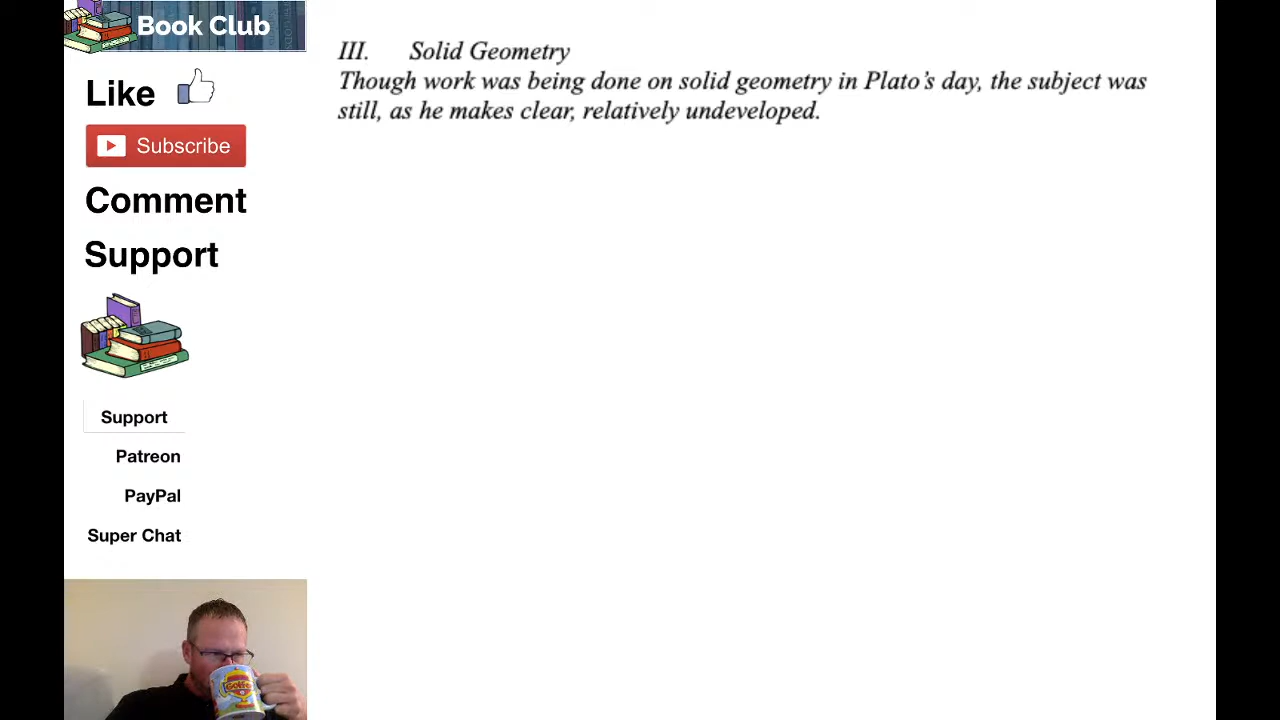 Book Club
Like
Subscribe
Comment
Support
Support
Patreon
PayPal
Super Chat
III. Solid Geometry
Though work was being done on solid geometry in Plato's day, the subject was
still, as he makes clear, relatively undeveloped.